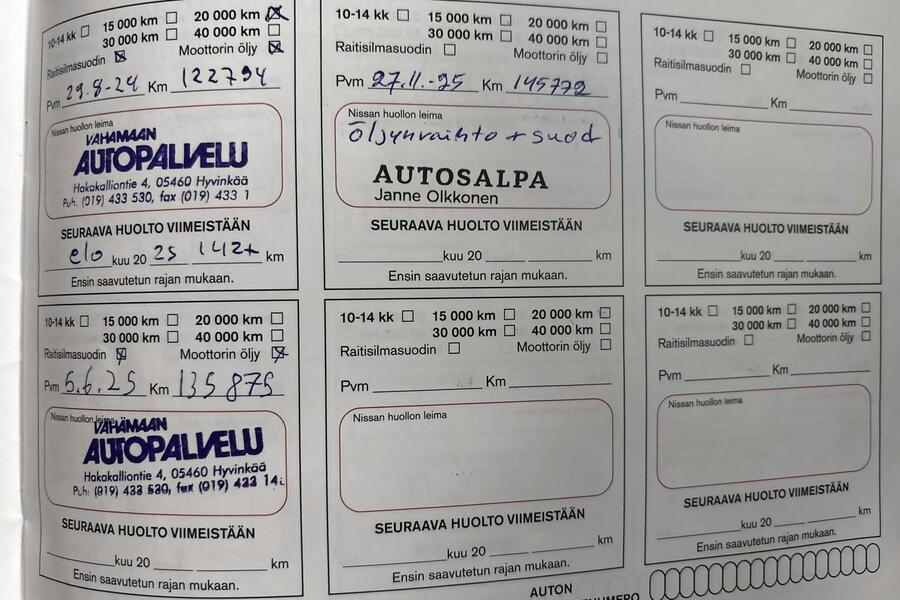 10-14 kk 15 000 km 20 000 km
30 000 km 40 000 km
Raitisilmasuodin Moottorin öljy
Pvm 29.8-24 Km 122794
Nissan huollon leima
VÄHÄMAAN
AUTOPALVELU
Hakakalliontie 4, 05460 Hyvinkää
Puh. (019) 433 530, fax (019) 433 1
SEURAAVA HUOLTO VIIMEISTÄÄN
elo kuu 20 25 142t km
Ensin saavutetun rajan mukaan.
10-14 kk 15 000 km 20 000 km
30 000 km 40 000 km
Raitisilmasuodin Moottorin öljy
Pvm 5.6.25 Km 135875
Nissan huollon leima
VÄHÄMAAN
AUTOPALVELU
Hakakalliontie 4, 05460 Hyvinkää
Puh: (019) 433 530, fax (019) 433 14
SEURAAVA HUOLTO VIIMEISTÄÄN
kuu 20 km
Ensin saavutetun rajan mukaan.
10-14 kk 15 000 km 20 000 km
30 000 km 40 000 km
Raitisilmasuodin Moottorin öljy
Pvm 27.11.-25 Km 145772
Nissan huollon leima
öljynvaihto + suod
AUTOSALPA
Janne Olkkonen
SEURAAVA HUOLTO VIIMEISTÄÄN
kuu 20 km
Ensin saavutetun rajan mukaan.
10-14 kk 15 000 km 20 000 km
30 000 km 40 000 km
Raitisilmasuodin Moottorin öljy
Pvm Km
Nissan huollon leima
SEURAAVA HUOLTO VIIMEISTÄÄN
kuu 20 km
Ensin saavutetun rajan mukaan.
10-14 kk 15 000 km 20 000 km
30 000 km 40 000 km
Raitisilmasuodin Moottorin öljy
Pvm Km
Nissan huollon leima
SEURAAVA HUOLTO VIIMEISTÄÄN
kuu 20 km
Ensin saavutetun rajan mukaan.
10-14 kk 15 000 km 20 000 km
30 000 km 40 000 km
Raitisilmasuodin Moottorin öljy
Pvm Km
Nissan huollon leima
SEURAAVA HUOLTO VIIMEISTÄÄN
kuu 20 km
Ensin saavutetun rajan mukaan.
AUTON